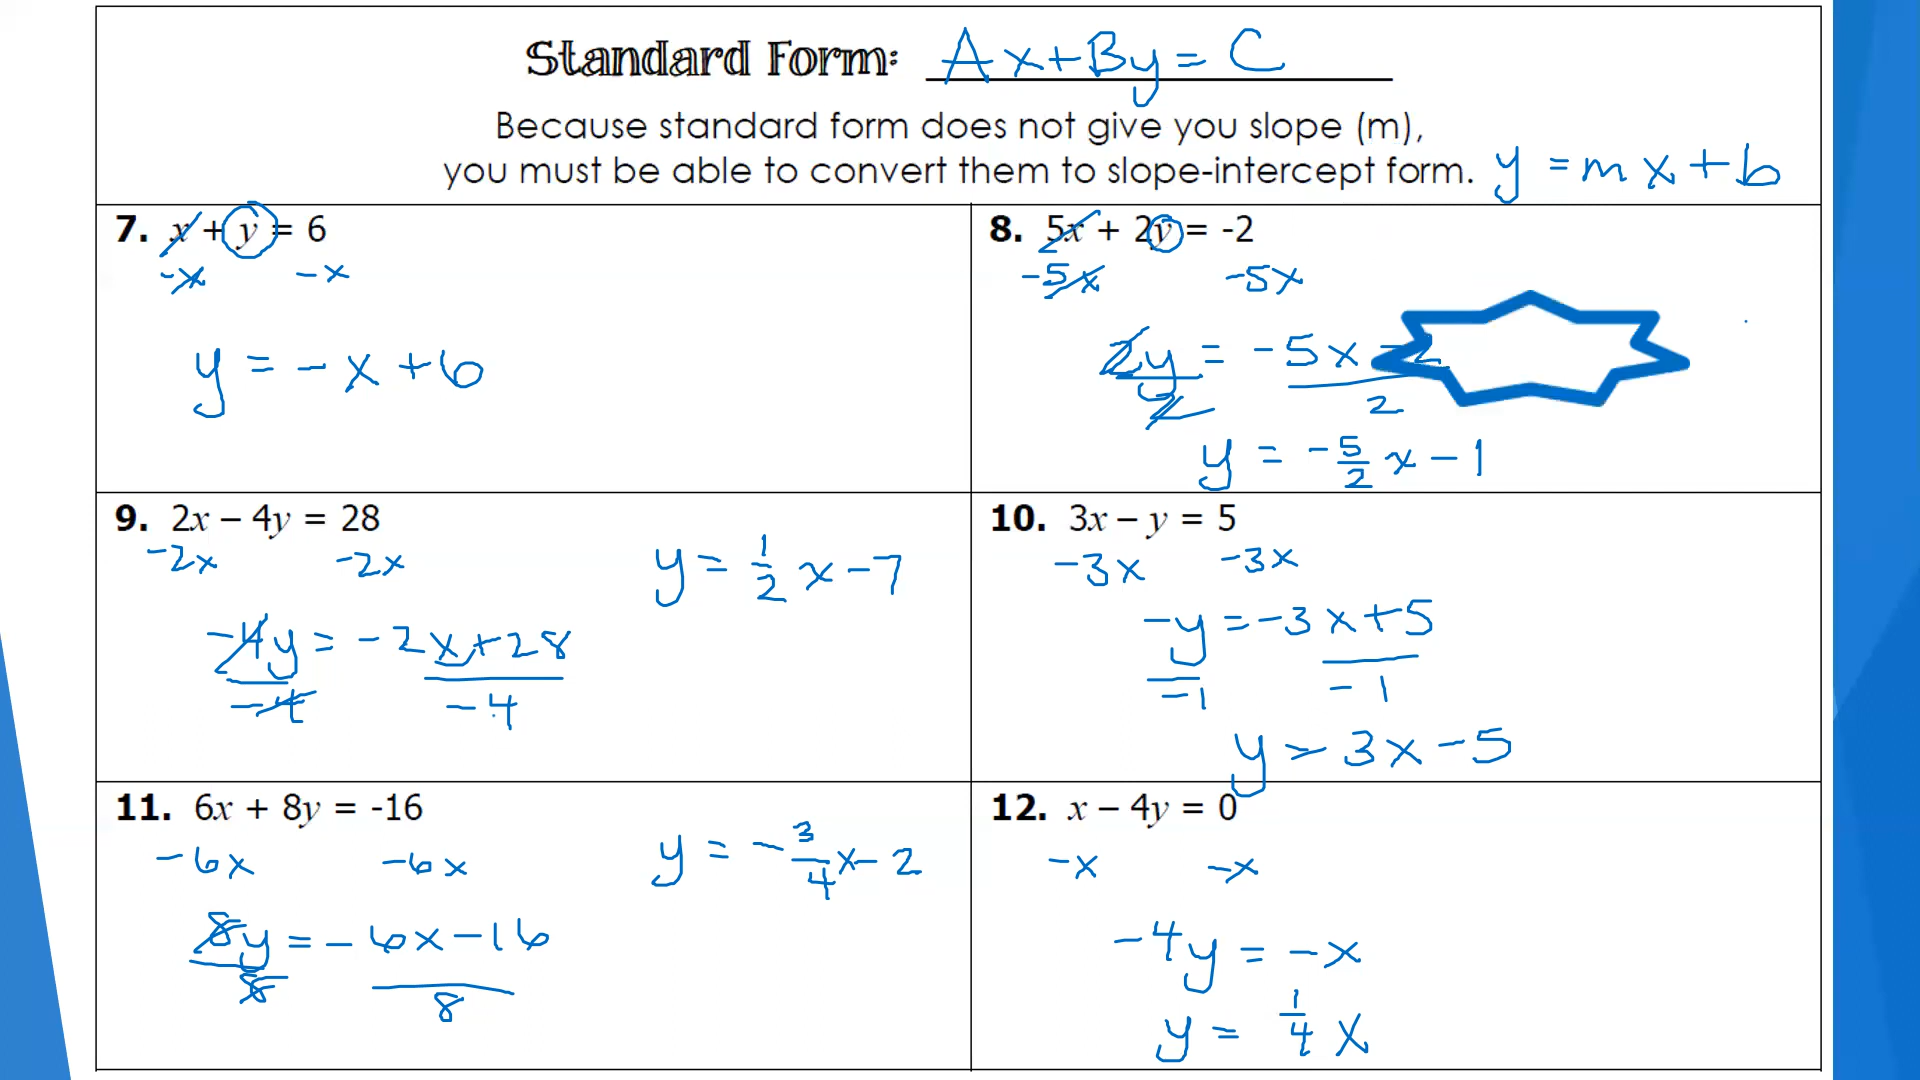 Standard Form: Ax+By=C
Because standard form does not give you slope (m),
you must be able to convert them to slope-intercept form. y=mx+b
7. x + y = 6
-x -x
y = -x+6
8. 5x + 2y = -2
-5x -5x
2y = -5x-2
2 2
y = -5/2 x - 1
9. 2x – 4y = 28
-2x -2x
-4y = -2x+28
-4 -4
y = 1/2 x - 7
10. 3x – y = 5
-3x -3x
-y = -3x+5
-1 -1
y = 3x-5
11. 6x + 8y = -16
-6x -6x
8y = -6x-16
8 8
y = -3/4 x - 2
12. x – 4y = 0
-x -x
-4y = -x
y = 1/4 x